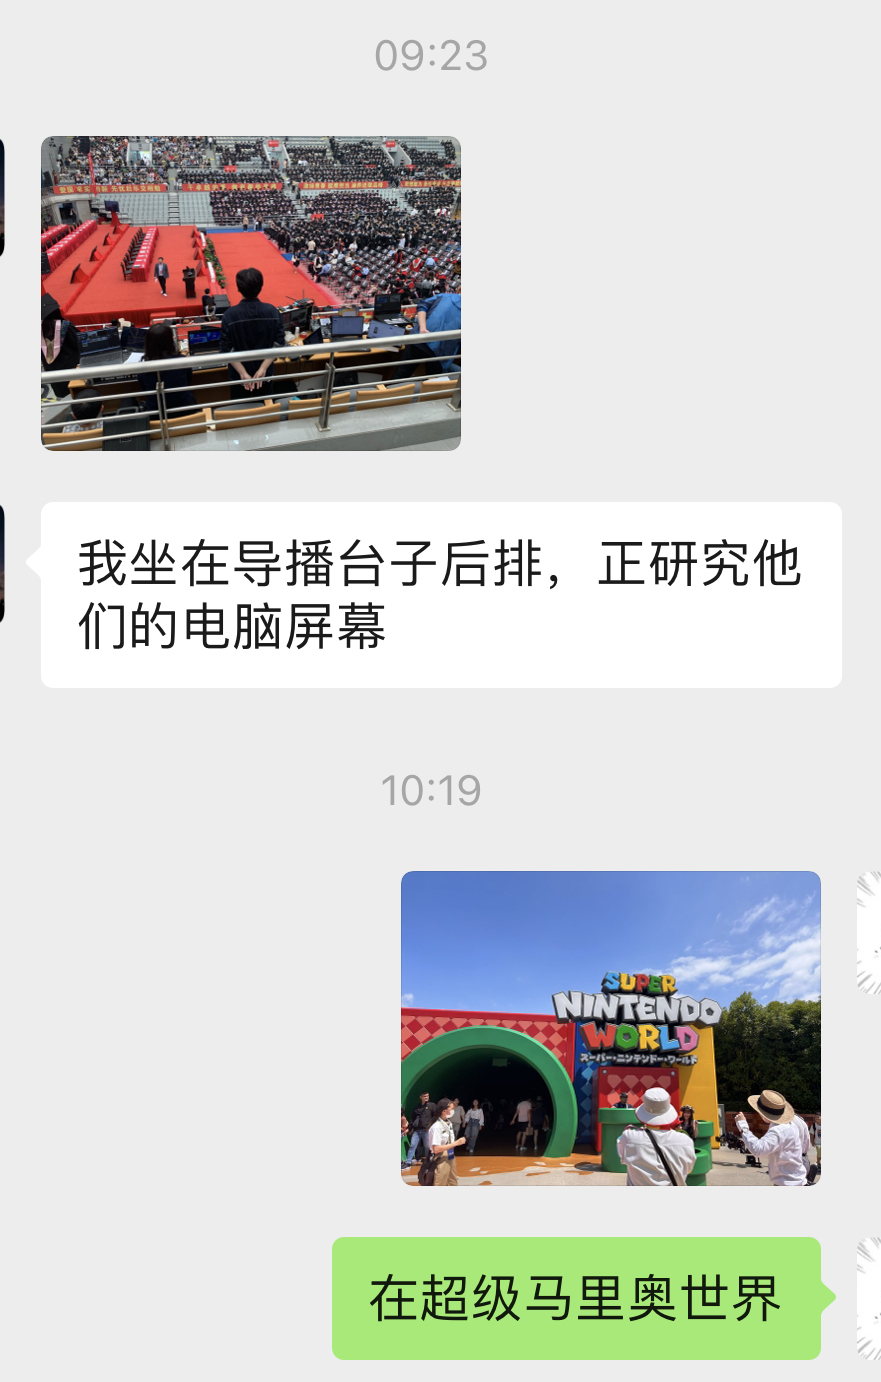 09:23
我坐在导播台子后排，正研究他
们的电脑屏幕
10:19
SUPER
NINTENDO
WORLD
スーパー・ニンテンドー・ワールド
在超级马里奥世界